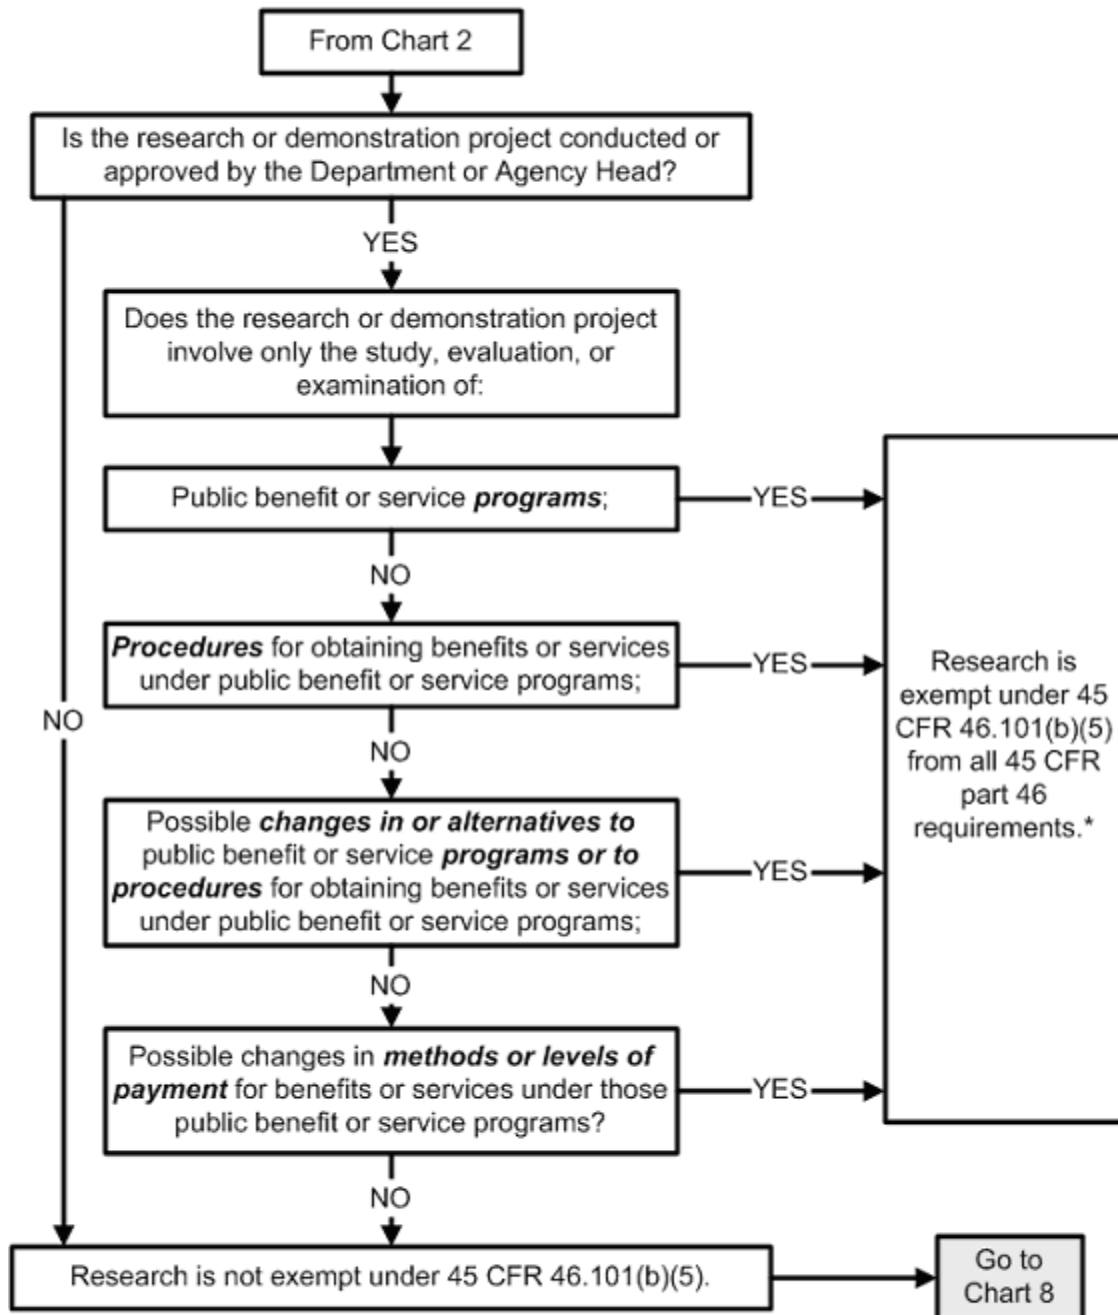 From Chart 2
Is the research or demonstration project conducted or
approved by the Department or Agency Head?
YES
Does the research or demonstration project
involve only the study, evaluation, or
examination of:
Public benefit or service programs;
YES
NO
Procedures for obtaining benefits or services
under public benefit or service programs;
YES
NO
NO
Possible changes in or alternatives to
public benefit or service programs or to
procedures for obtaining benefits or services
under public benefit or service programs;
YES
NO
Possible changes in methods or levels of
payment for benefits or services under those
public benefit or service programs?
YES
NO
Research is
exempt under 45
CFR 46.101(b)(5)
from all 45 CFR
part 46
requirements.*
Research is not exempt under 45 CFR 46.101(b)(5).
Go to
Chart 8